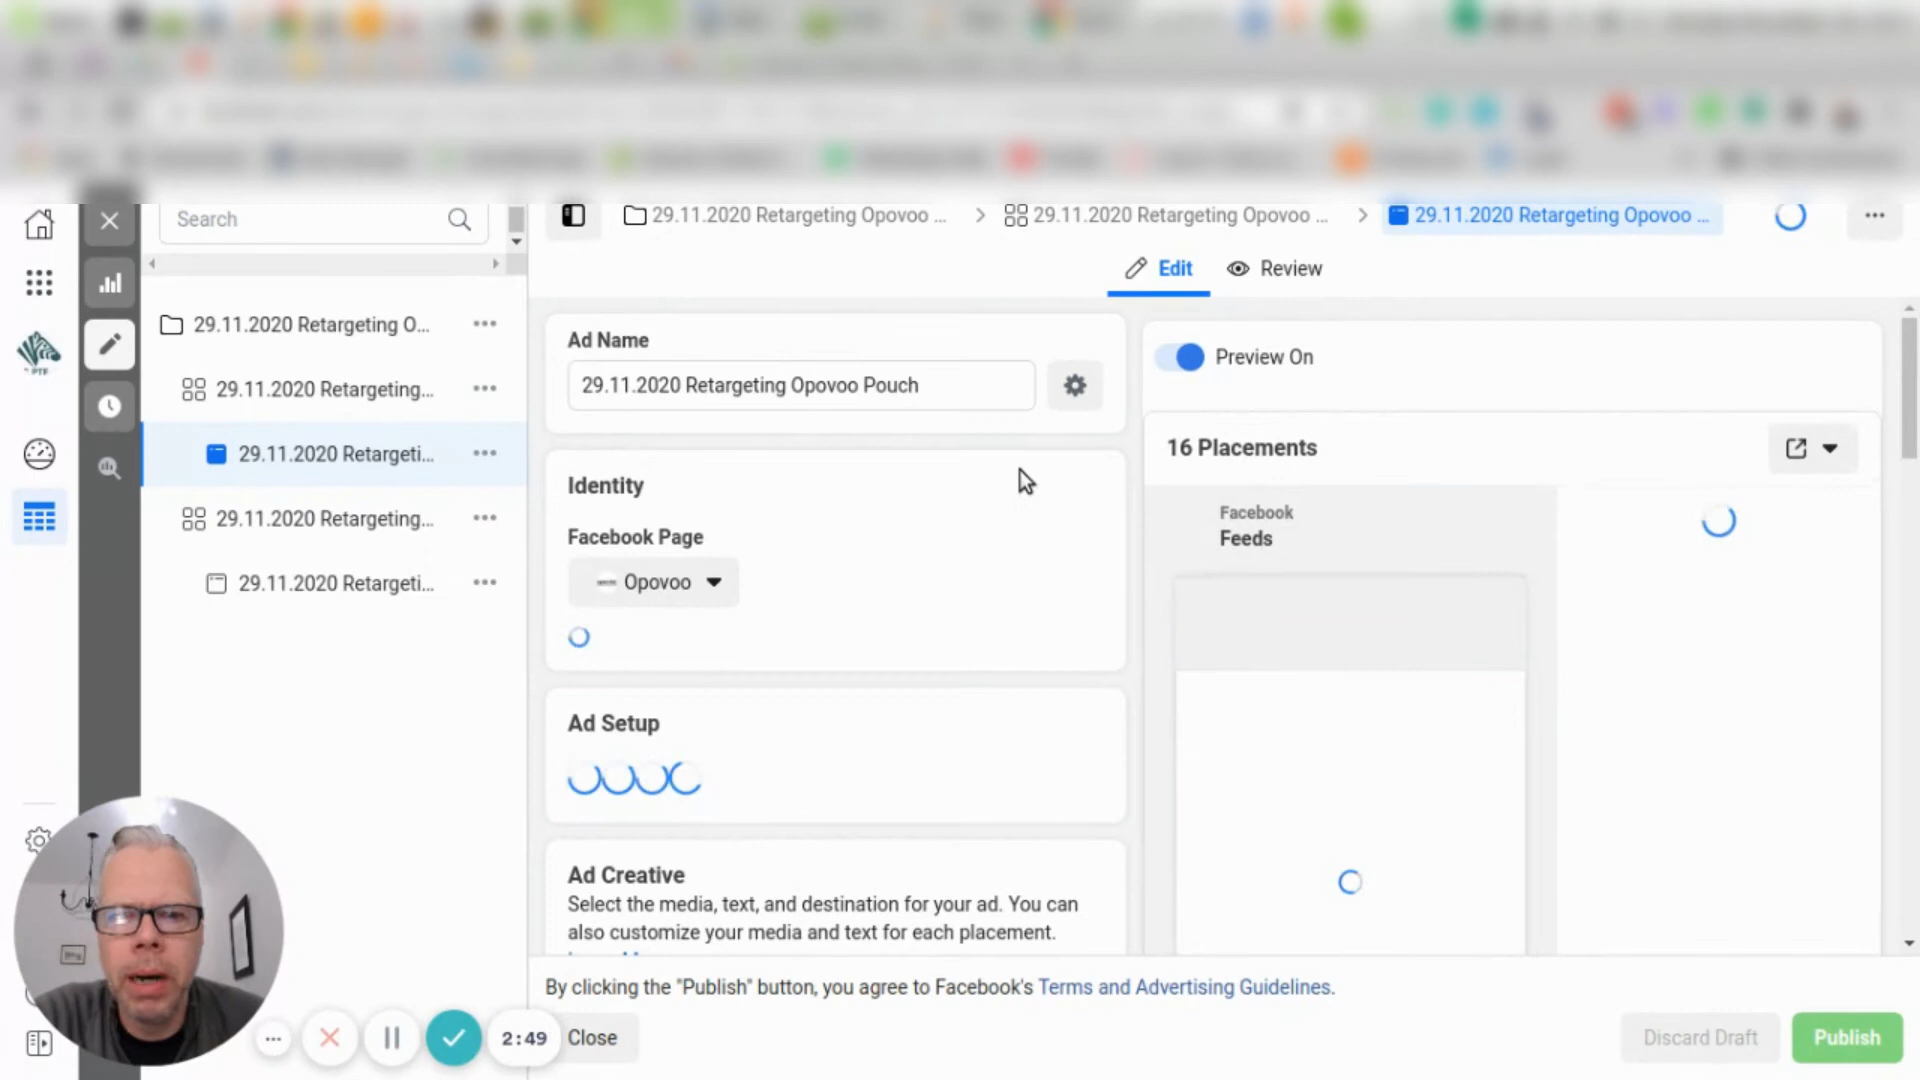 Search
29.11.2020 Retargeting Opovoo ...
29.11.2020 Retargeting Opovoo ...
29.11.2020 Retargeting Opovoo ...
Edit
Review
29.11.2020 Retargeting O...
29.11.2020 Retargeting...
29.11.2020 Retargeti...
29.11.2020 Retargeting...
29.11.2020 Retargeti...
PTF
Ad Name
29.11.2020 Retargeting Opovoo Pouch
Identity
Facebook Page
Opovoo
Ad Setup
Ad Creative
Select the media, text, and destination for your ad. You can
also customize your media and text for each placement.
Preview On
16 Placements
Facebook
Feeds
By clicking the "Publish" button, you agree to Facebook's Terms and Advertising Guidelines.
2:49
Close
Discard Draft
Publish